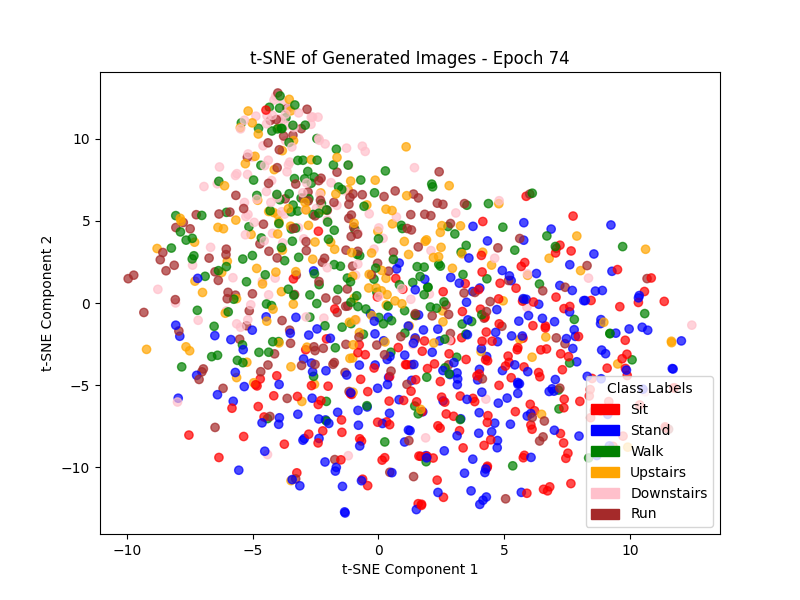 t-SNE of Generated Images - Epoch 74
10
5
0
−5
−10
t-SNE Component 2
Class Labels
Sit
Stand
Walk
Upstairs
Downstairs
Run
−10
−5
0
5
10
t-SNE Component 1